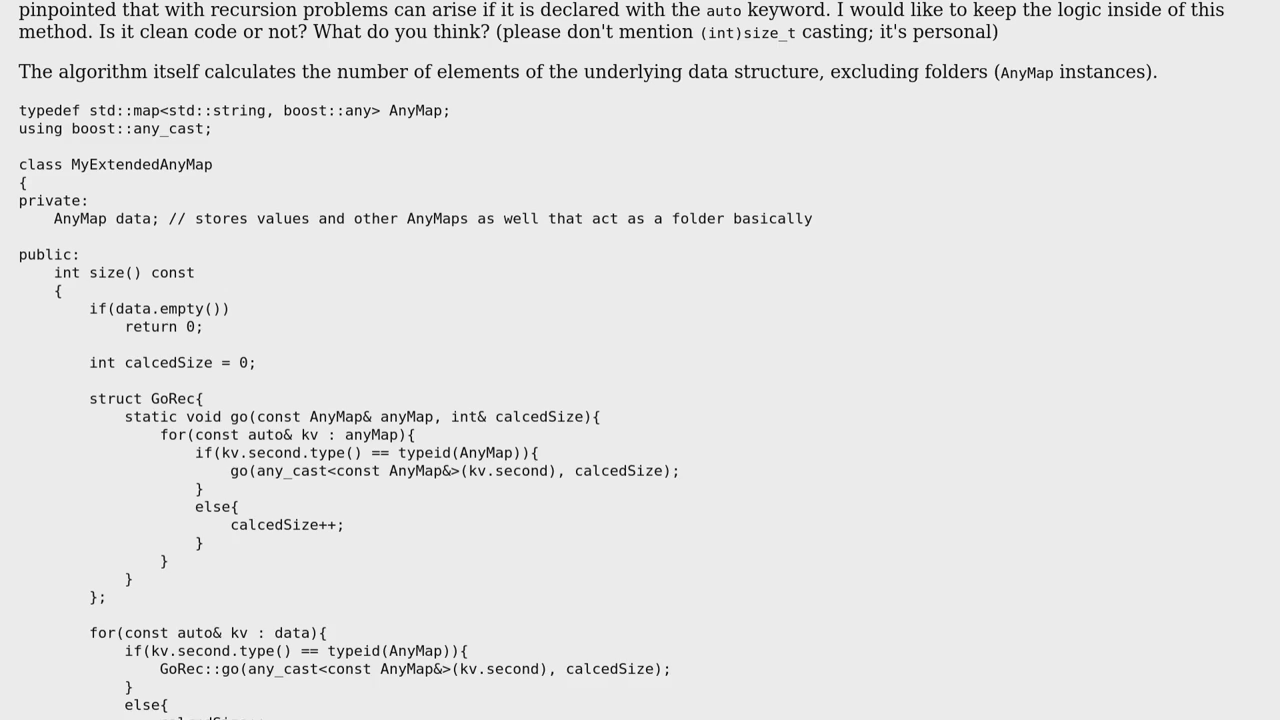 pinpointed that with recursion problems can arise if it is declared with the auto keyword. I would like to keep the logic inside of this
method. Is it clean code or not? What do you think? (please don't mention (int)size_t casting; it's personal)
The algorithm itself calculates the number of elements of the underlying data structure, excluding folders (AnyMap instances).
typedef std::map<std::string, boost::any> AnyMap;
using boost::any_cast;
class MyExtendedAnyMap
{
private:
    AnyMap data; // stores values and other AnyMaps as well that act as a folder basically
public:
    int size() const
    {
        if(data.empty())
            return 0;
        int calcedSize = 0;
        struct GoRec{
            static void go(const AnyMap& anyMap, int& calcedSize){
                for(const auto& kv : anyMap){
                    if(kv.second.type() == typeid(AnyMap)){
                        go(any_cast<const AnyMap&>(kv.second), calcedSize);
                    }
                    else{
                        calcedSize++;
                    }
                }
            }
        };
        for(const auto& kv : data){
            if(kv.second.type() == typeid(AnyMap)){
                GoRec::go(any_cast<const AnyMap&>(kv.second), calcedSize);
            }
            else{